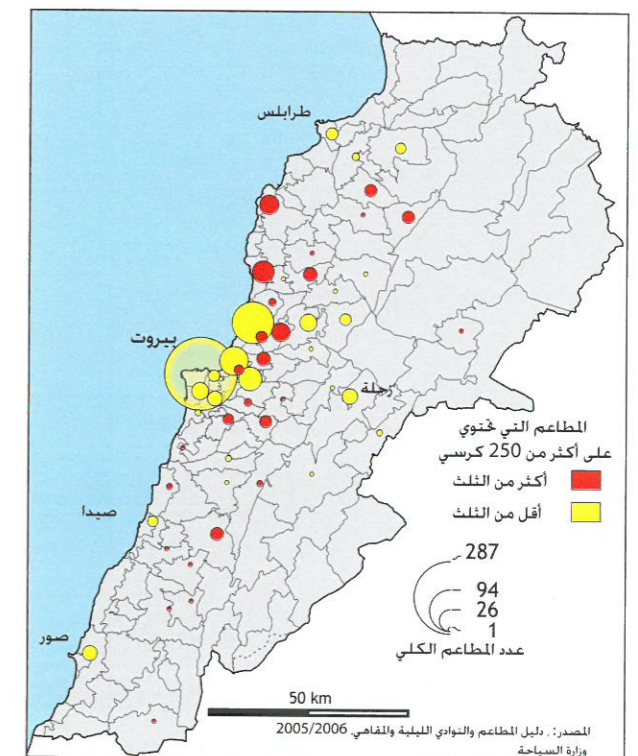 طرابلس
بيروت
زحلة
صيدا
صور
المطاعم التي تحتوي
على أكثر من 250 كرسي
أكثر من الثلث
أقل من الثلث
287
94
26
1
عدد المطاعم الكلي
50 km
المصدر: . دليل المطاعم والنوادي الليلية والمقاهي, 2005/2006
وزارة السياحة